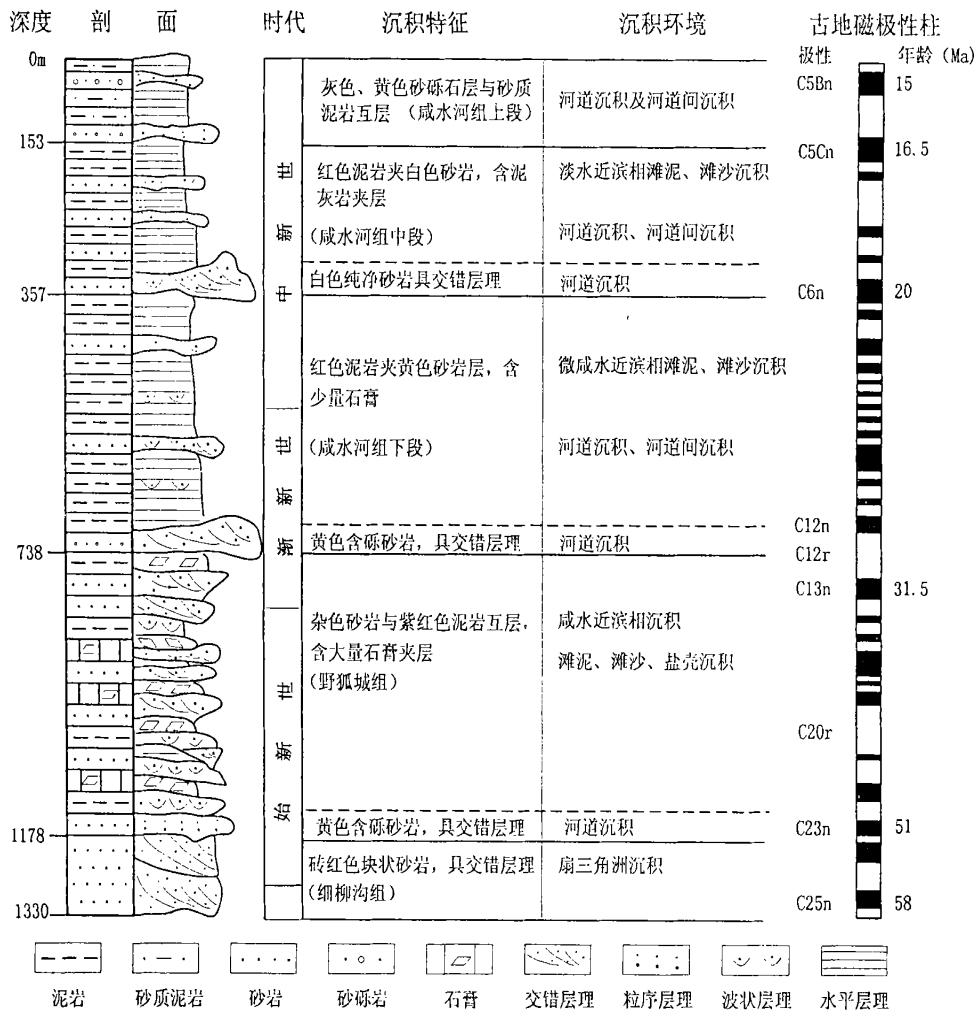 深度 剖 面 时代 沉积特征 沉积环境 古地磁极性柱
极性 年龄 (Ma)
0m
灰色、黄色砂砾石层与砂质
泥岩互层 (咸水河组上段)
河道沉积及河道间沉积
C5Bn 15
153
C5Cn 16.5
红色泥岩夹白色砂岩，含泥
灰岩夹层
淡水近滨相滩泥、滩沙沉积
(咸水河组中段)
河道沉积、河道间沉积
世
新
中
白色纯净砂岩具交错层理
河道沉积
357
C6n 20
红色泥岩夹黄色砂岩层，含
少量石膏
微咸水近滨相滩泥、滩沙沉积
(咸水河组下段)
河道沉积、河道间沉积
世
新
渐
C12n
黄色含砾砂岩，具交错层理
河道沉积
738
C12r
C13n 31.5
杂色砂岩与紫红色泥岩互层，
含大量石膏夹层
(野狐城组)
咸水近滨相沉积
滩泥、滩沙、盐壳沉积
世
新
始
C20r
黄色含砾砂岩，具交错层理
河道沉积
1178
C23n 51
砖红色块状砂岩，具交错层理
(细柳沟组)
扇三角洲沉积
1330
C25n 58
泥岩 砂质泥岩 砂岩 砂砾岩 石膏 交错层理 粒序层理 波状层理 水平层理